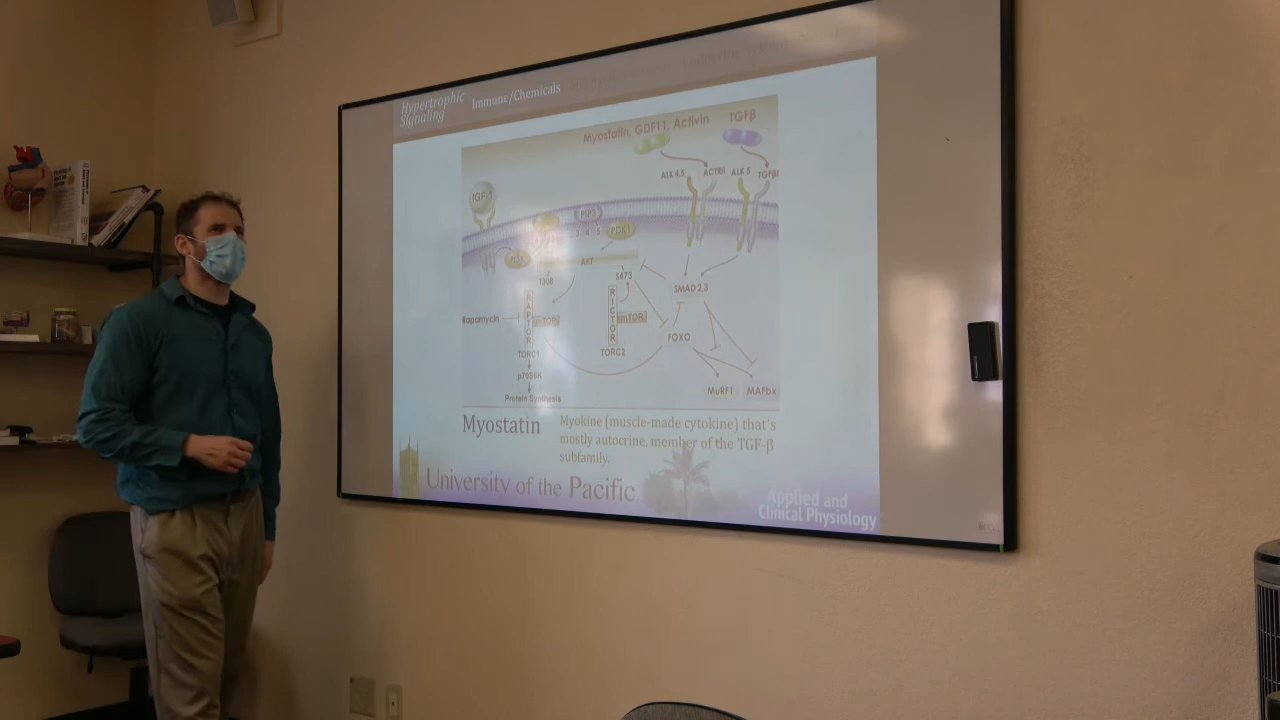 Hypertrophic
Signaling
Immune/Chemicals
Myostatin, GDF11, Activin
TGFβ
ALK 4,5
ACTRII
ALK 5
IGF-1
PIP3
3 4 5
PDK1
AKT
T308
S473
SMAD 2,3
RAPTOR
mTOR
RICTOR
mTOR
Rapamycin
FOXO
TORC1
TORC2
p70S6K
MuRF1
MAFbx
Protein Synthesis
Myostatin
Myokine (muscle-made cytokine) that's
mostly autocrine, member of the TGF-β
subfamily.
University of the Pacific
Applied and
Clinical Physiology